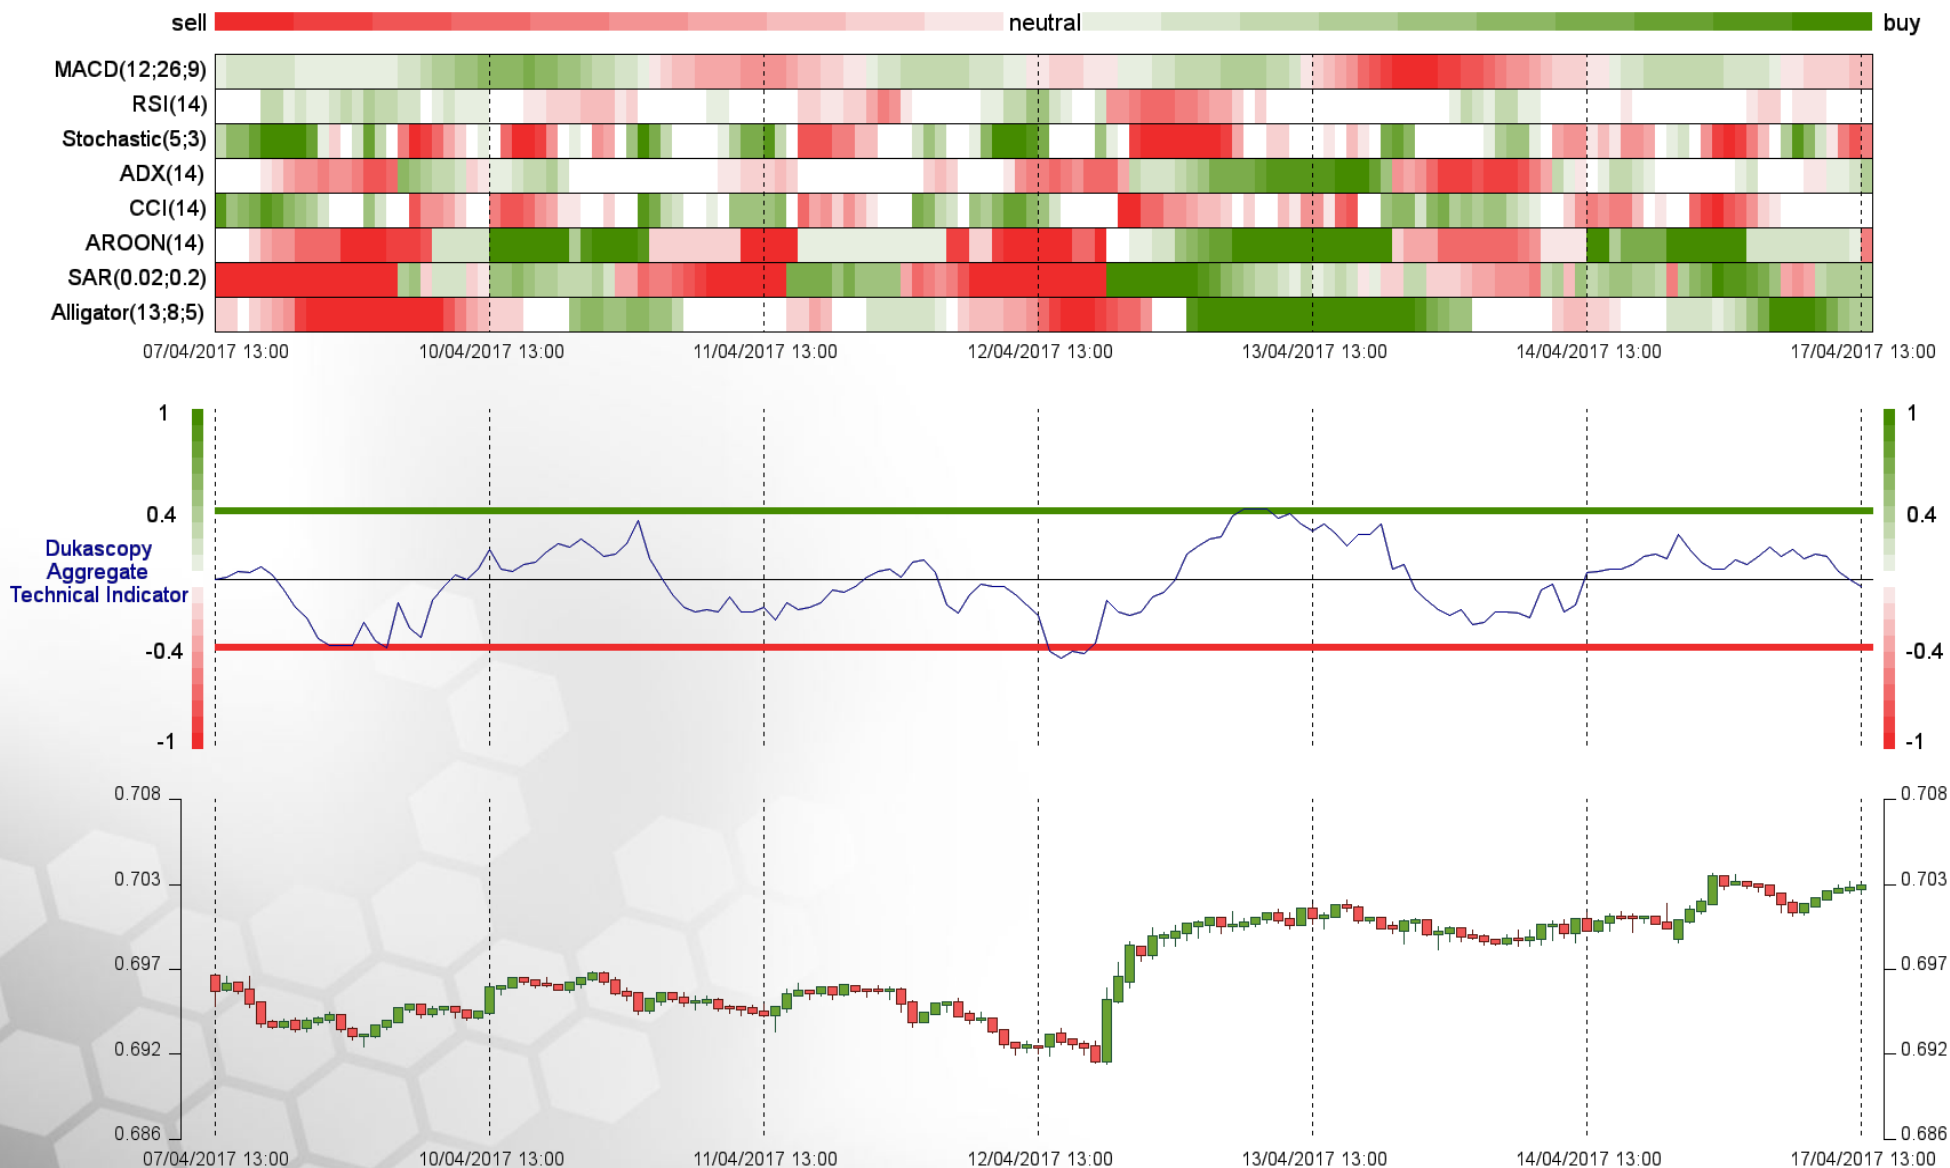 sell neutral buy
MACD(12;26;9)
RSI(14)
Stochastic(5;3)
ADX(14)
CCI(14)
AROON(14)
SAR(0.02;0.2)
Alligator(13;8;5)
07/04/2017 13:00 10/04/2017 13:00 11/04/2017 13:00 12/04/2017 13:00 13/04/2017 13:00 14/04/2017 13:00 17/04/2017 13:00
1 1
0.4 0.4
Dukascopy
Aggregate
Technical Indicator
-0.4 -0.4
-1 -1
0.708 0.708
0.703 0.703
0.697 0.697
0.692 0.692
0.686 0.686
07/04/2017 13:00 10/04/2017 13:00 11/04/2017 13:00 12/04/2017 13:00 13/04/2017 13:00 14/04/2017 13:00 17/04/2017 13:00